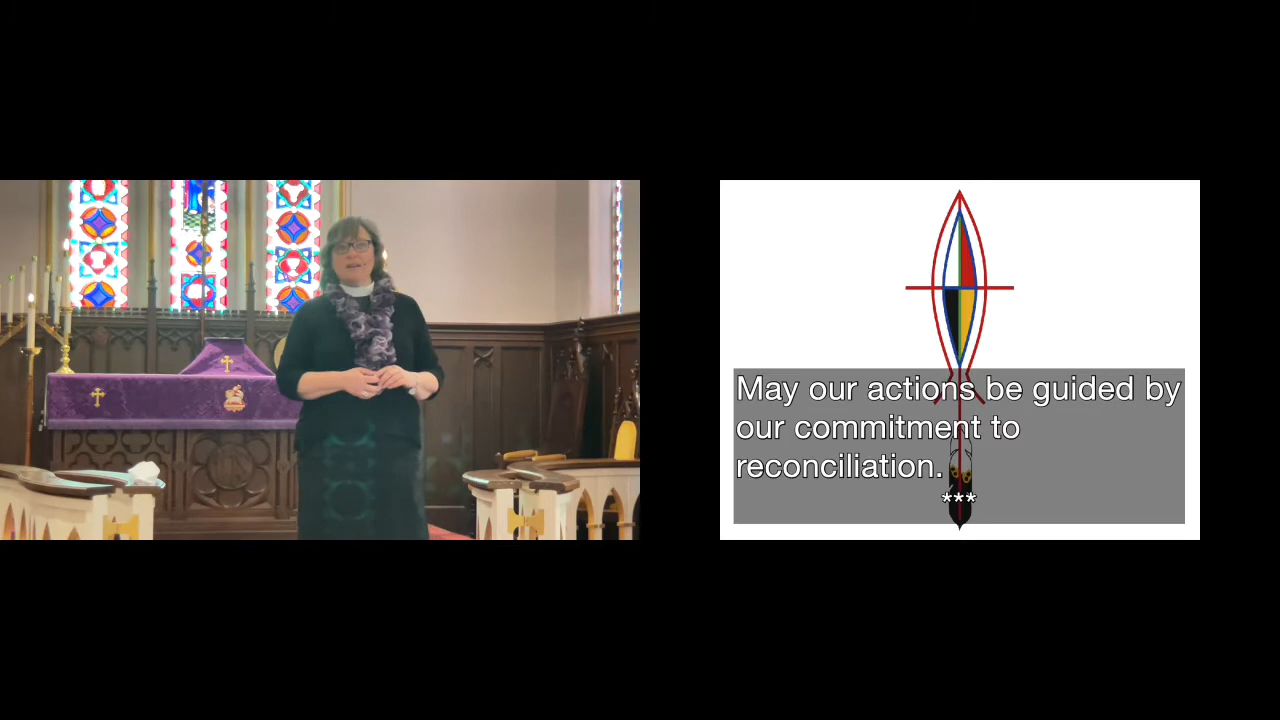 May our actions be guided by
our commitment to
reconciliation.
***